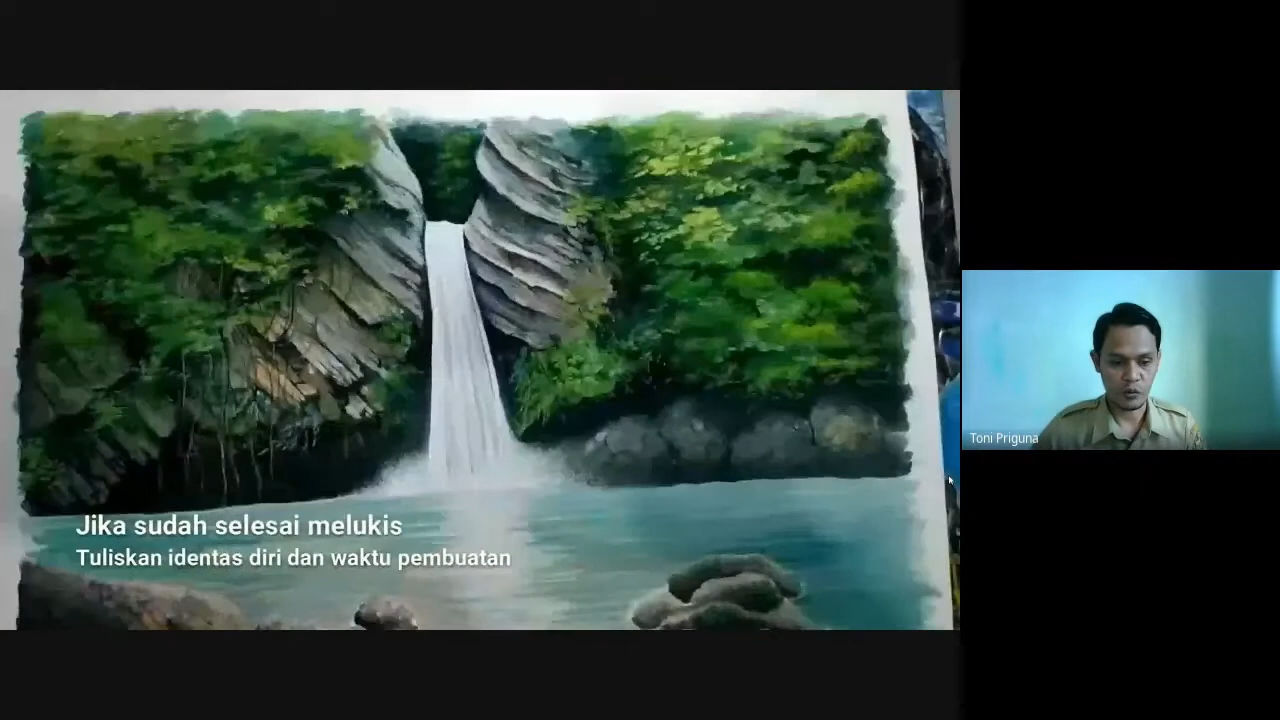 Jika sudah selesai melukis
Tuliskan identas diri dan waktu pembuatan
Toni Priguna